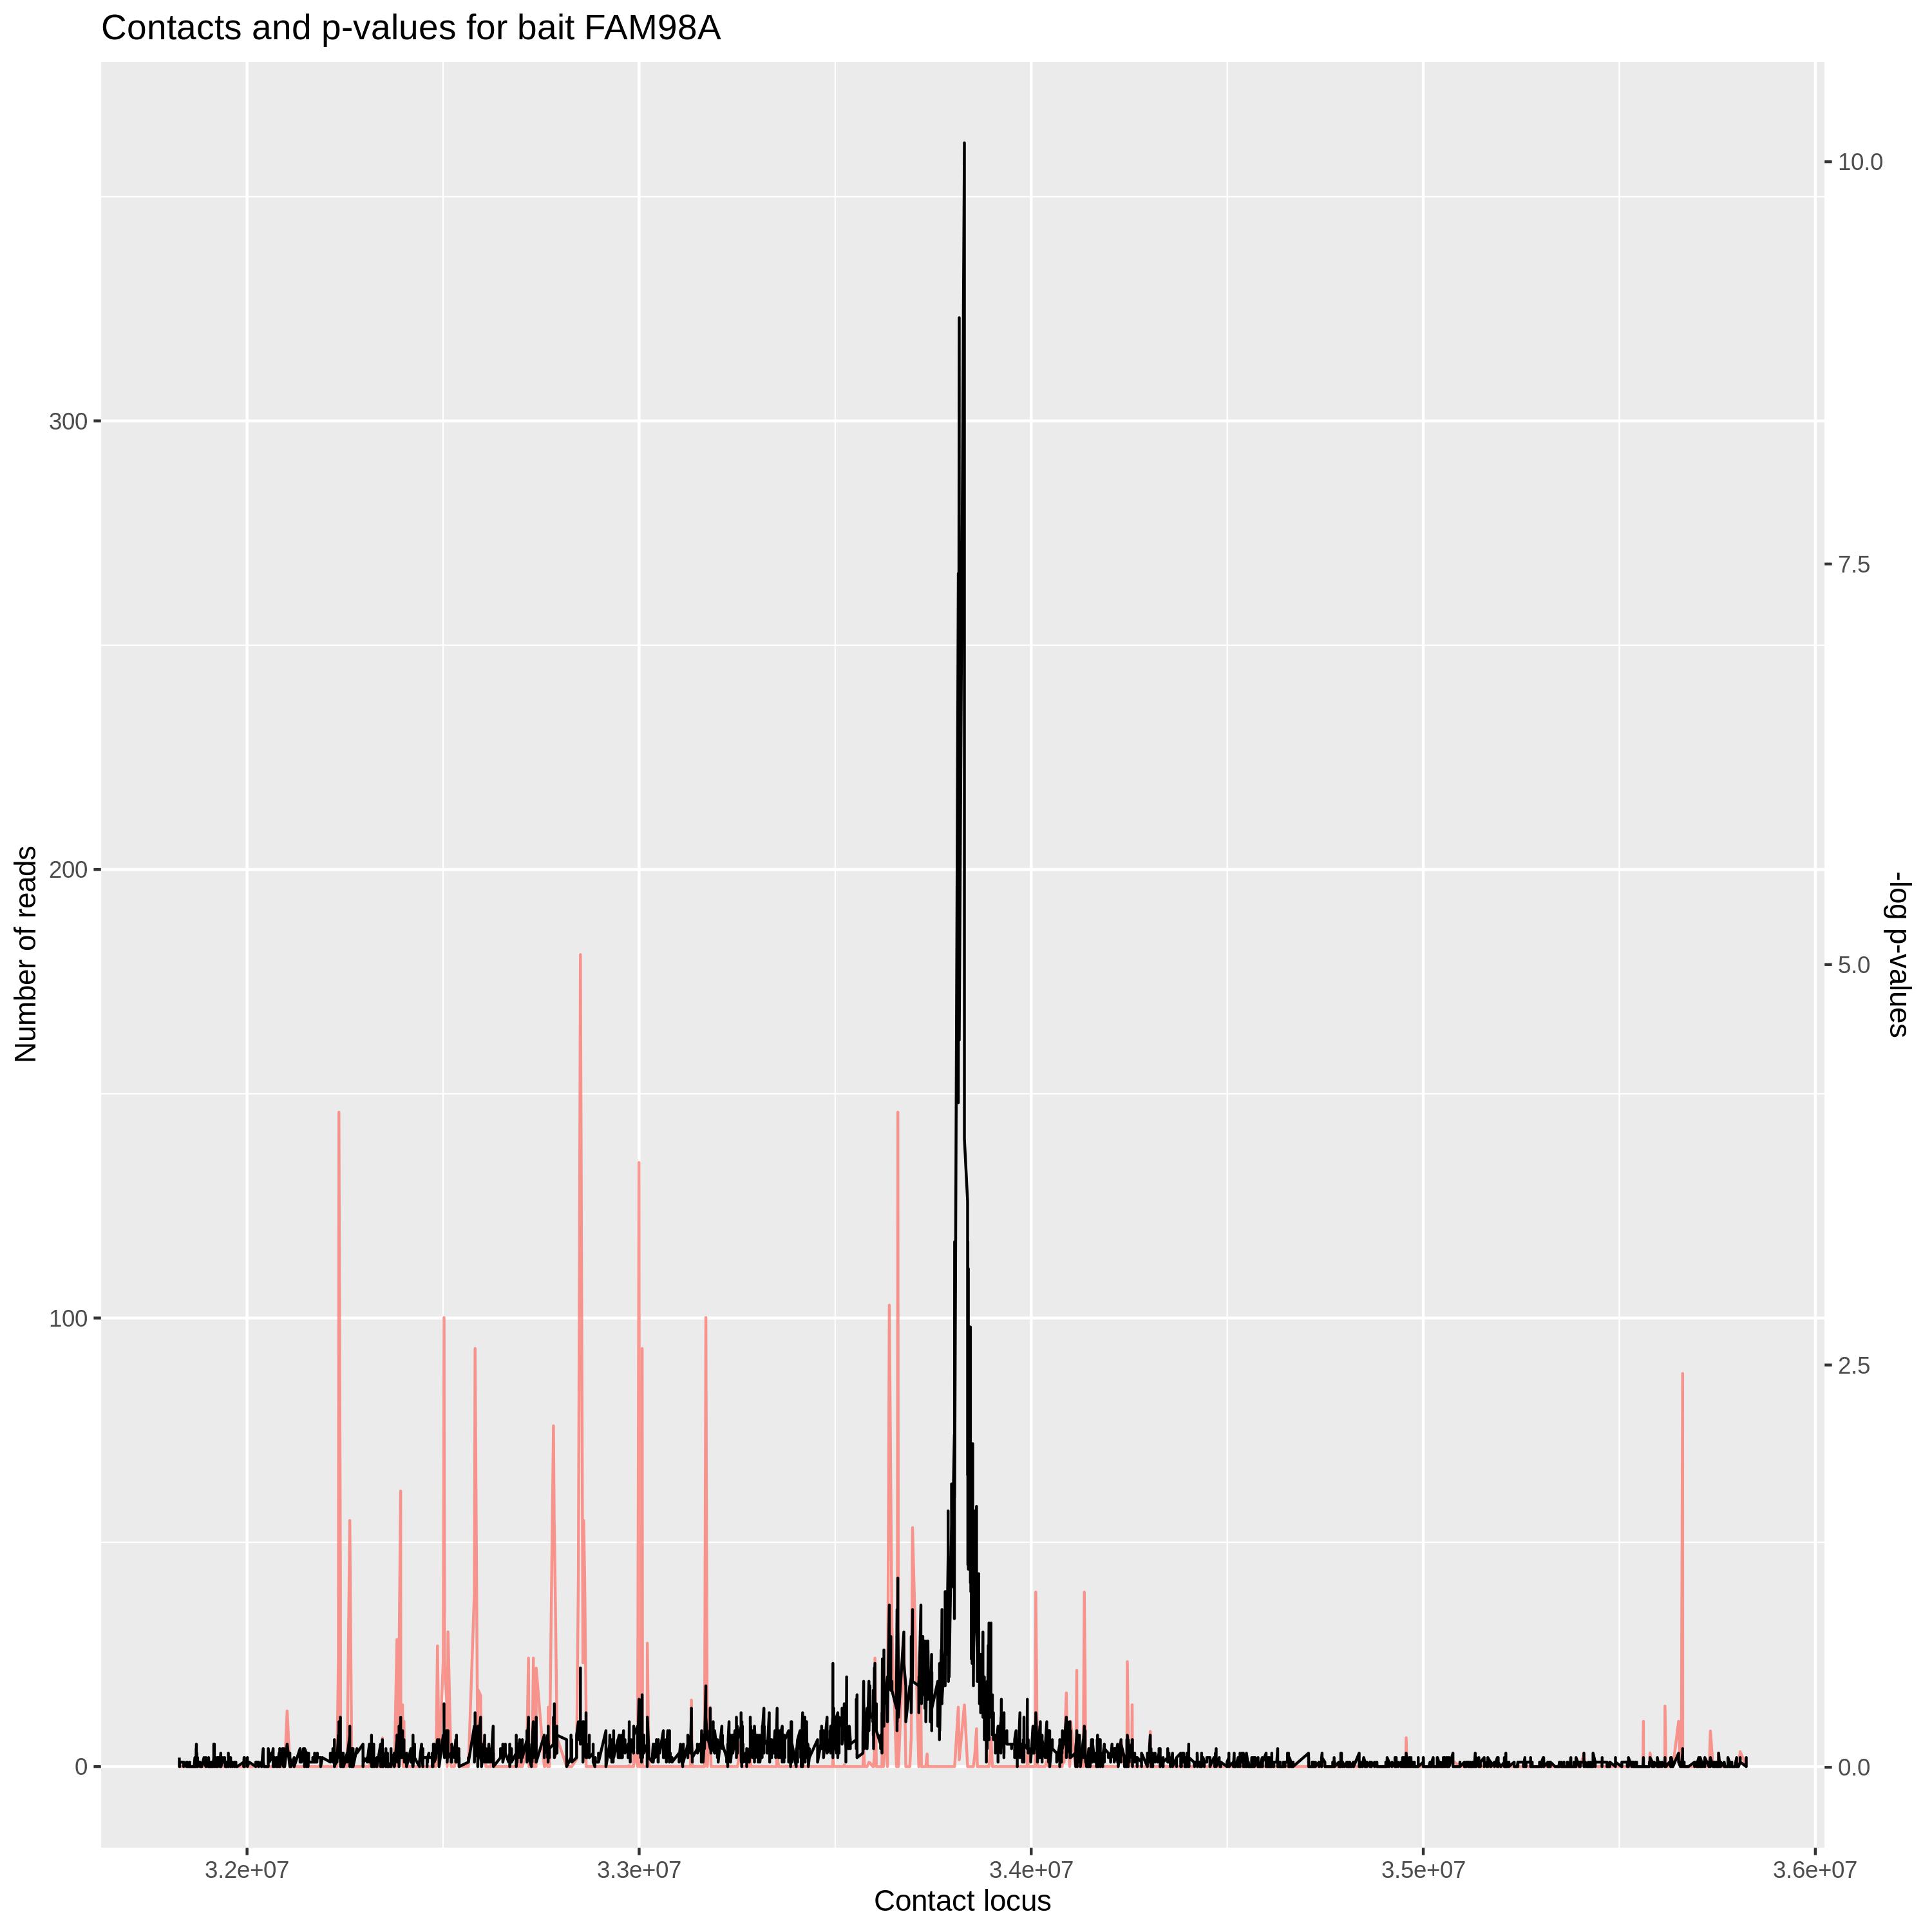 Contacts and p-values for bait FAM98A
Number of reads
300
200
100
0
10.0
7.5
5.0
2.5
0.0
-log p-values
3.2e+07
3.3e+07
3.4e+07
3.5e+07
3.6e+07
Contact locus